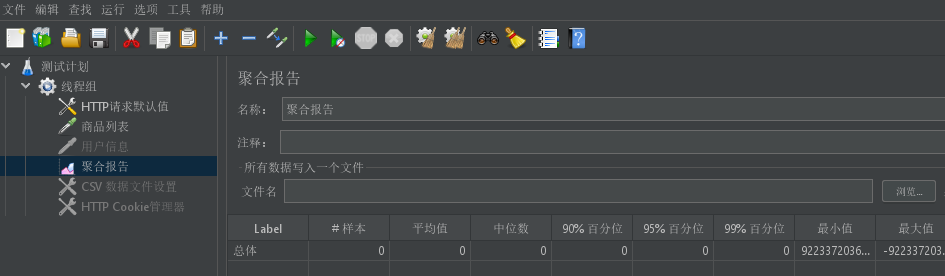 文件 编辑 查找 运行 选项 工具 帮助
STOP
测试计划
线程组
HTTP请求默认值
商品列表
用户信息
聚合报告
CSV 数据文件设置
HTTP Cookie管理器
聚合报告
名称： 聚合报告
注释：
所有数据写入一个文件
文件名 浏览...
Label # 样本 平均值 中位数 90% 百分位 95% 百分位 99% 百分位 最小值 最大值
总体 0 0 0 0 0 0 9223372036... -922337203...